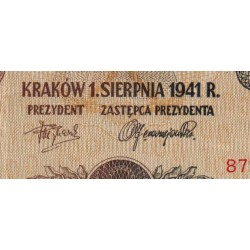 KRAKÓW 1. SIERPNIA 1941 R.
PREZYDENT ZASTĘPCA PREZYDENTA
87